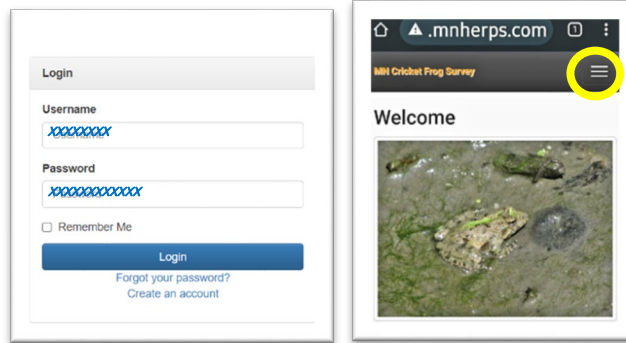 Login
Username
XXXXXXXX
Password
XXXXXXXXXXXX
Remember Me
Login
Forgot your password?
Create an account
.mnherps.com 1
MN Cricket Frog Survey
Welcome